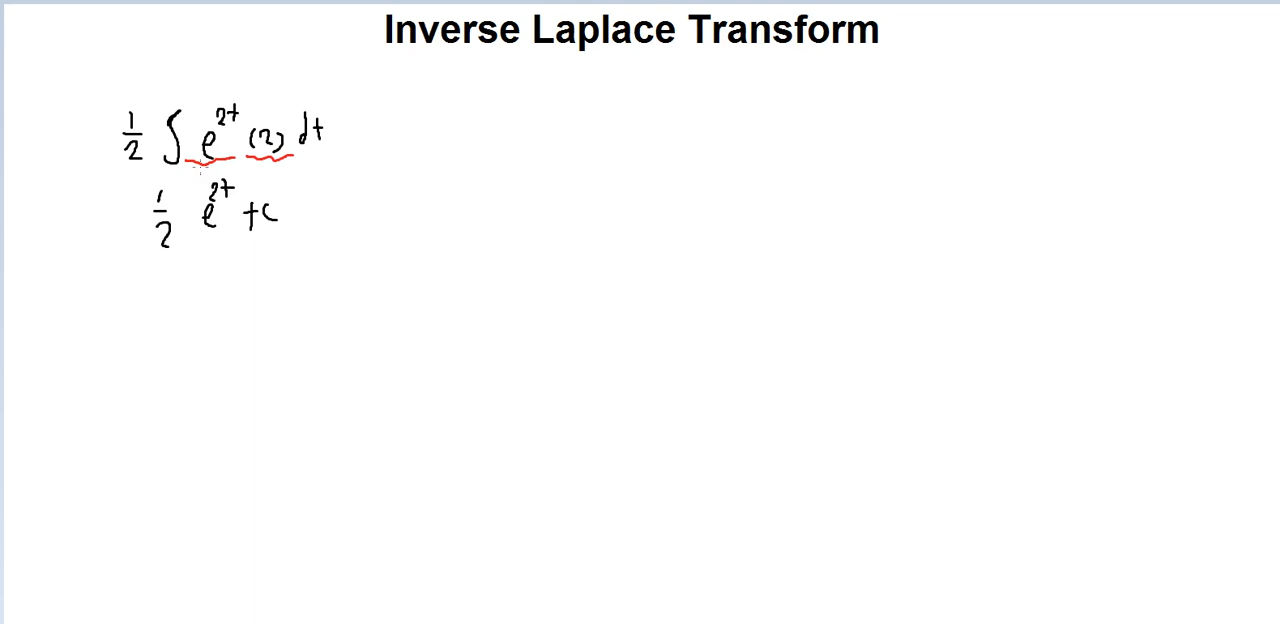 Inverse Laplace Transform
1/2 ∫ e^{2t} (2) dt
1/2 e^{2t} + c